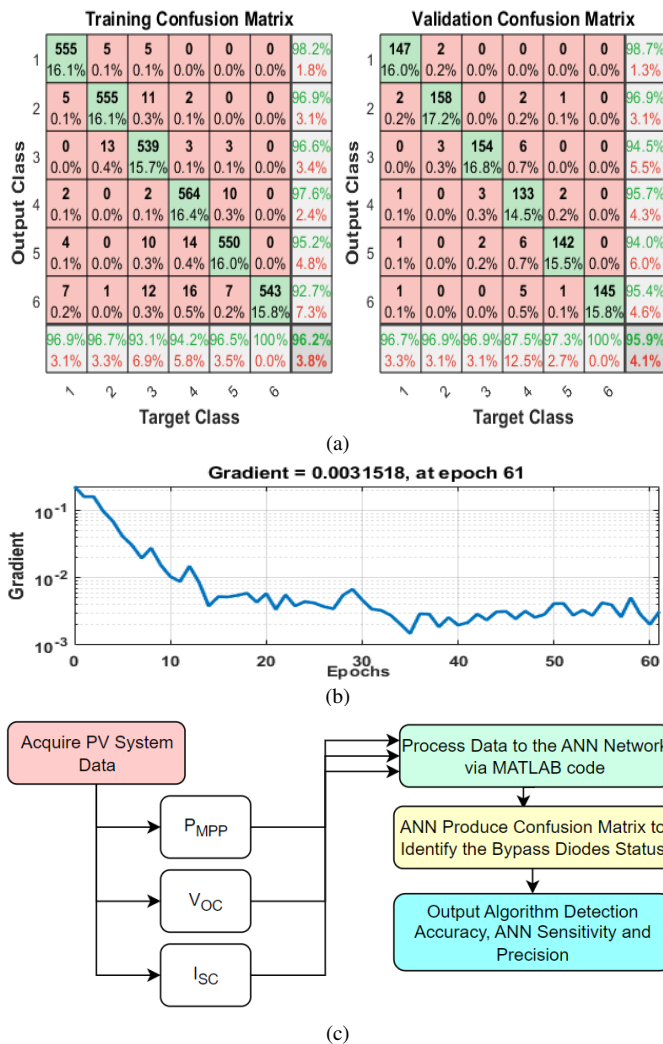 Training Confusion Matrix
Output Class
1 555 5 5 0 0 0 98.2%
16.1% 0.1% 0.1% 0.0% 0.0% 0.0% 1.8%
2 5 555 11 2 0 0 96.9%
0.1% 16.1% 0.3% 0.1% 0.0% 0.0% 3.1%
3 0 13 539 3 3 0 96.6%
0.0% 0.4% 15.7% 0.1% 0.1% 0.0% 3.4%
4 2 0 2 564 10 0 97.6%
0.1% 0.0% 0.1% 16.4% 0.3% 0.0% 2.4%
5 4 0 10 14 550 0 95.2%
0.1% 0.0% 0.3% 0.4% 16.0% 0.0% 4.8%
6 7 1 12 16 7 543 92.7%
0.2% 0.0% 0.3% 0.5% 0.2% 15.8% 7.3%
96.9% 96.7% 93.1% 94.2% 96.5% 100% 96.2%
3.1% 3.3% 6.9% 5.8% 3.5% 0.0% 3.8%
1 2 3 4 5 6
Target Class
Validation Confusion Matrix
Output Class
1 147 2 0 0 0 0 98.7%
16.0% 0.2% 0.0% 0.0% 0.0% 0.0% 1.3%
2 2 158 0 2 1 0 96.9%
0.2% 17.2% 0.0% 0.2% 0.1% 0.0% 3.1%
3 0 3 154 6 0 0 94.5%
0.0% 0.3% 16.8% 0.7% 0.0% 0.0% 5.5%
4 1 0 3 133 2 0 95.7%
0.1% 0.0% 0.3% 14.5% 0.2% 0.0% 4.3%
5 1 0 2 6 142 0 94.0%
0.1% 0.0% 0.2% 0.7% 15.5% 0.0% 6.0%
6 1 0 0 5 1 145 95.4%
0.1% 0.0% 0.0% 0.5% 0.1% 15.8% 4.6%
96.7% 96.9% 96.9% 87.5% 97.3% 100% 95.9%
3.3% 3.1% 3.1% 12.5% 2.7% 0.0% 4.1%
1 2 3 4 5 6
Target Class
(a)
Gradient = 0.0031518, at epoch 61
Gradient
10-1
10-2
10-3
0 10 20 30 40 50 60
Epochs
(b)
Acquire PV System
Data
PMPP
VOC
ISC
Process Data to the ANN Network
via MATLAB code
ANN Produce Confusion Matrix to
Identify the Bypass Diodes Status
Output Algorithm Detection
Accuracy, ANN Sensitivity and
Precision
(c)